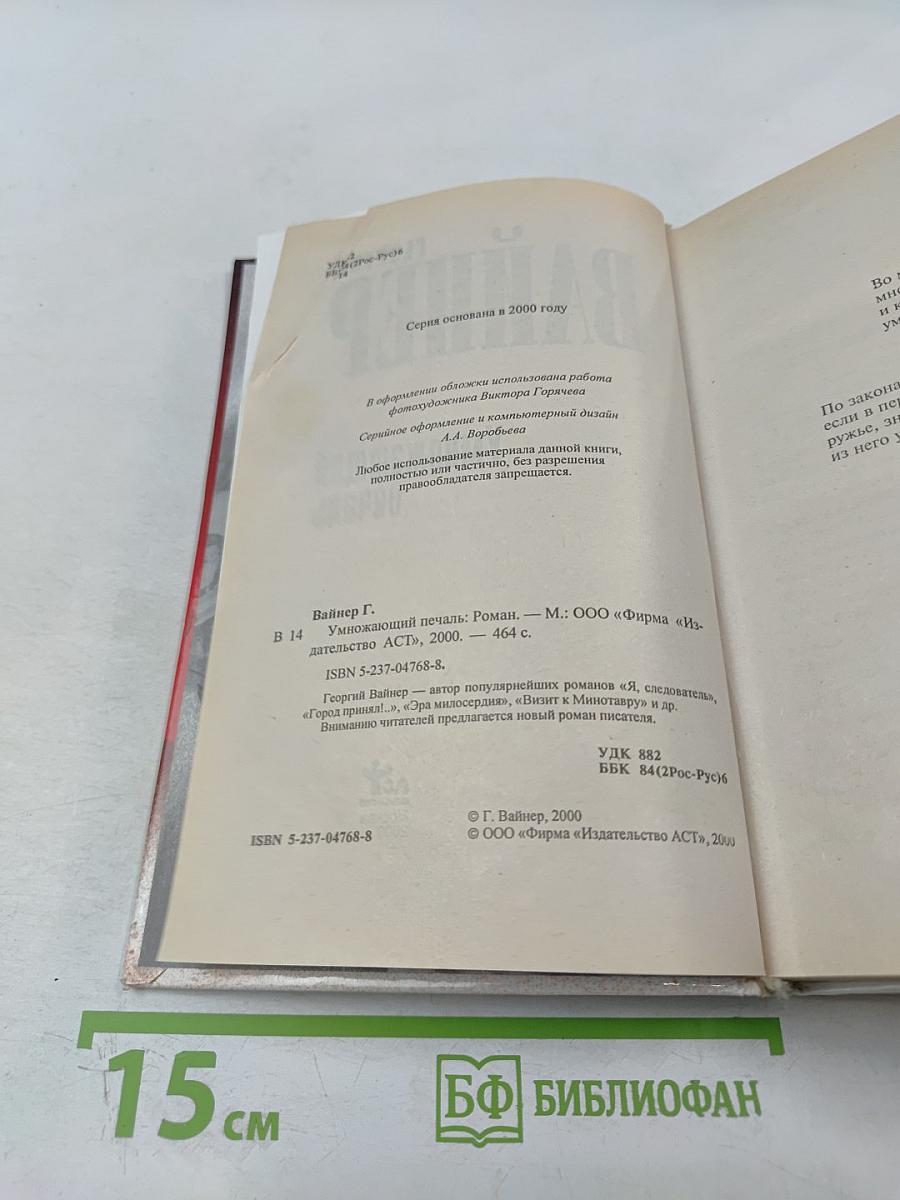 УДК
ББК (2Рос-Рус)6
14
Серия основана в 2000 году
В оформлении обложки использована работа
фотохудожника Виктора Горячева
Серийное оформление и компьютерный дизайн
А.А. Воробьева
Любое использование материала данной книги,
полностью или частично, без разрешения
правообладателя запрещается.
Вайнер Г.
В 14 Умножающий печаль: Роман. — М.: ООО «Фирма «Из-
дательство АСТ», 2000. — 464 с.
ISBN 5-237-04768-8.
Георгий Вайнер — автор популярнейших романов «Я, следователь»,
«Город принял!..», «Эра милосердия», «Визит к Минотавру» и др.
Вниманию читателей предлагается новый роман писателя.
УДК 882
ББК 84(2Рос-Рус)6
ISBN 5-237-04768-8
© Г. Вайнер, 2000
© ООО «Фирма «Издательство АСТ», 2000
Во
мно
и к
ум
По закона
если в пер
ружье, зн
из него у
15 см
БФ БИБЛИОФАН